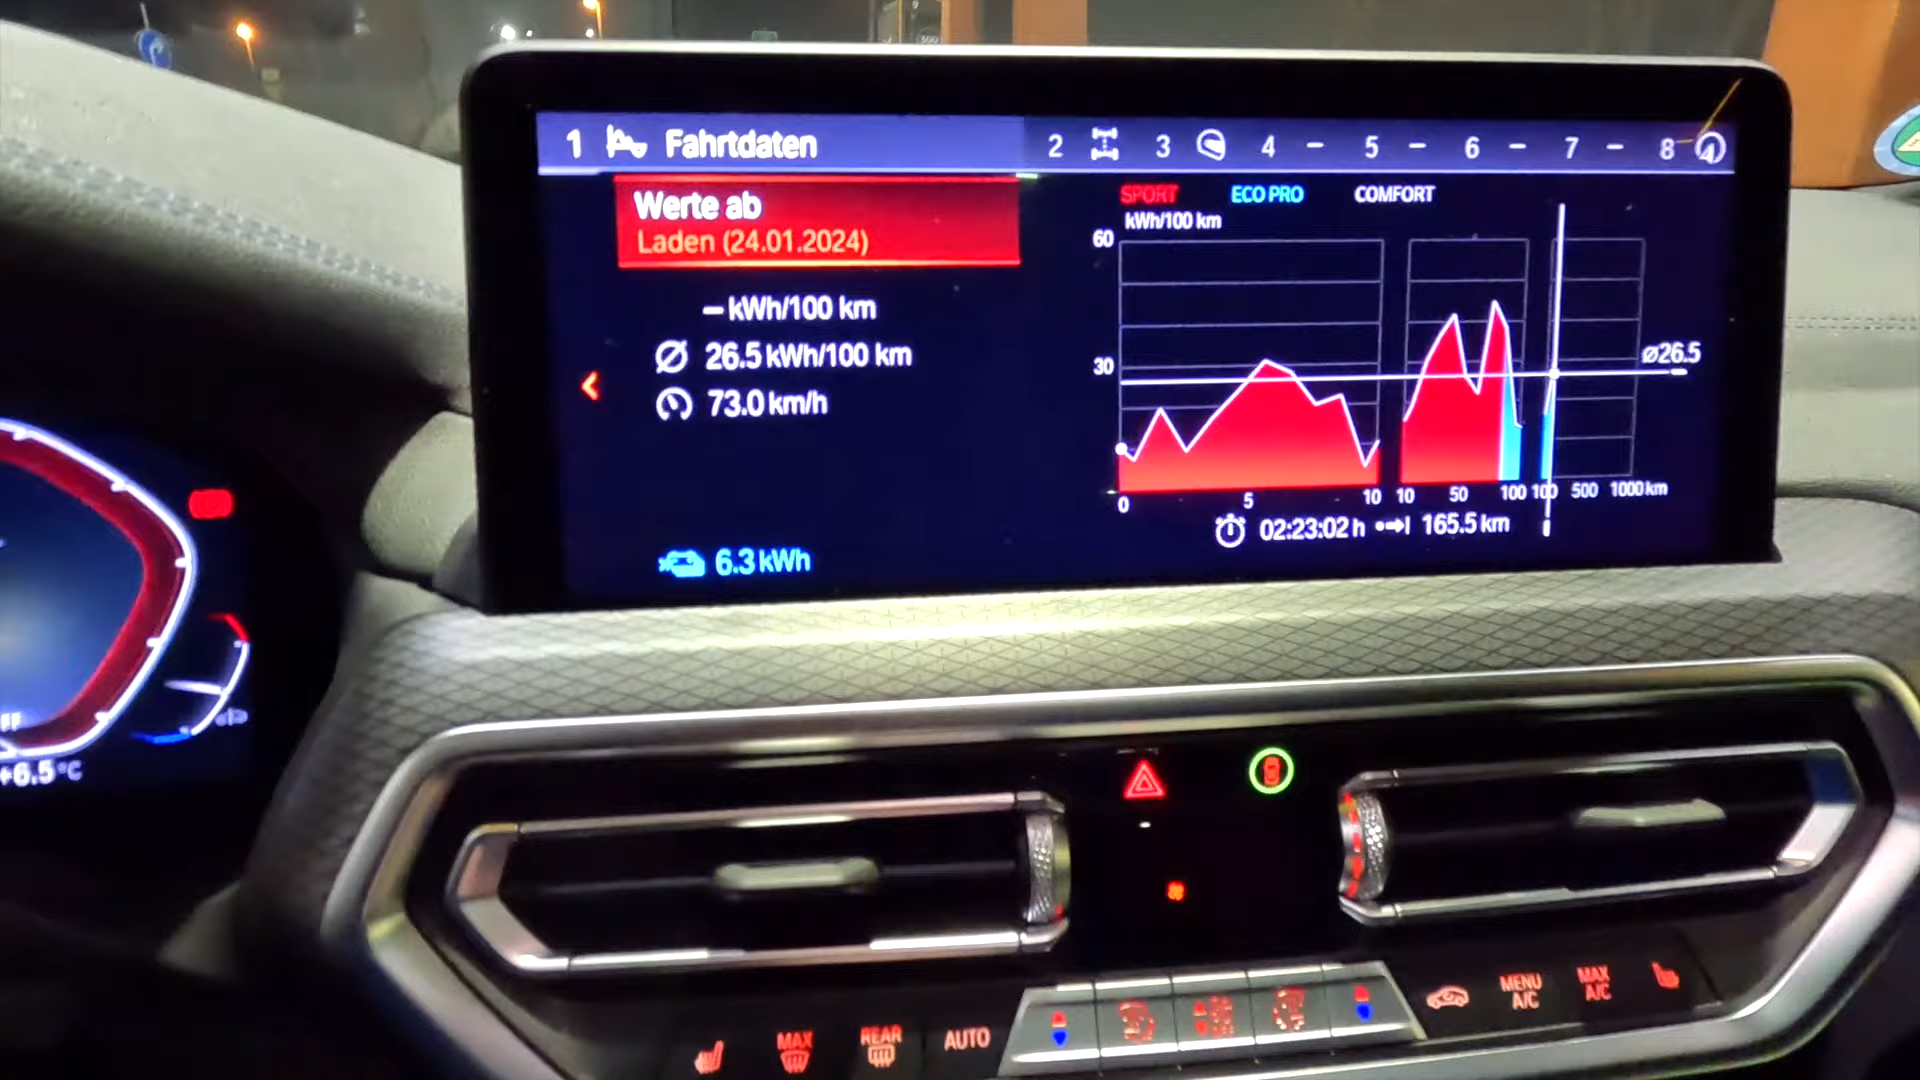 1 Fahrtdaten 2 3 4 – 5 – 6 – 7 – 8
Werte ab
Laden (24.01.2024)
– kWh/100 km
Ø 26.5 kWh/100 km
73.0 km/h
6.3 kWh
SPORT ECO PRO COMFORT
kWh/100 km
60
30
ø26.5
0 5 10 10 50 100 100 500 1000 km
02:23:02 h 165.5 km
+6.5 °C
MAX
REAR
AUTO
MENU
A/C
MAX
A/C